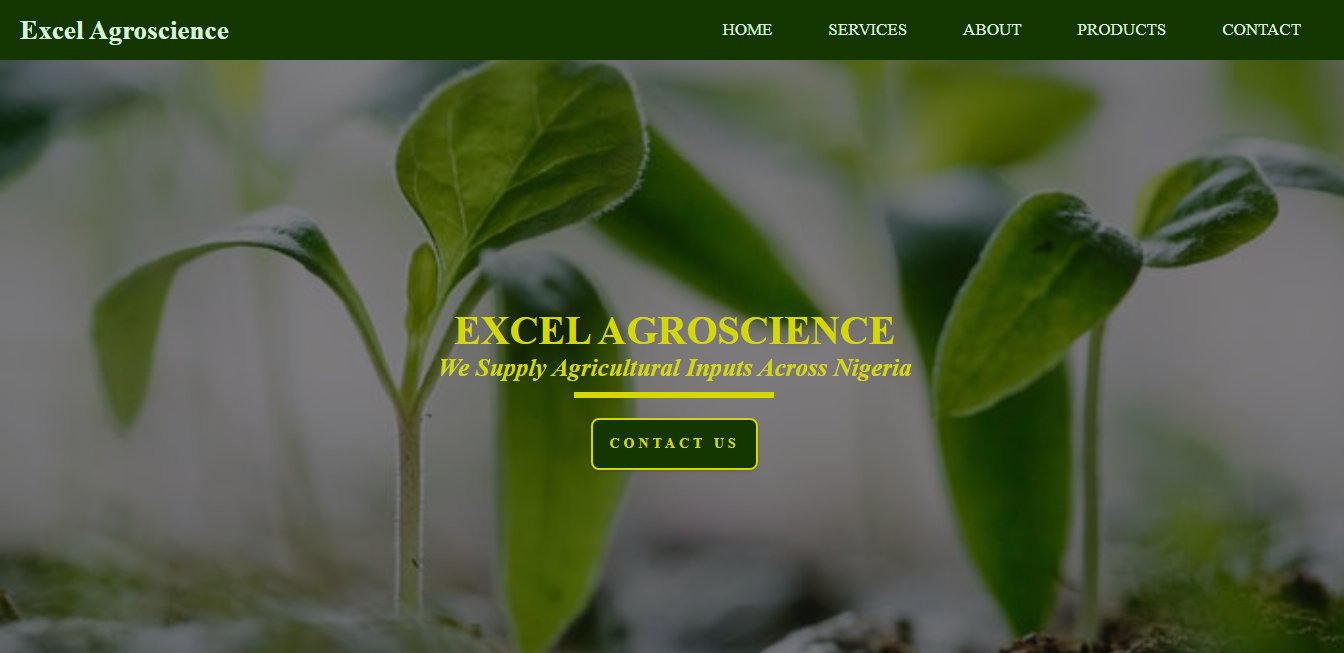 Excel Agroscience
HOME SERVICES ABOUT PRODUCTS CONTACT
EXCEL AGROSCIENCE
We Supply Agricultural Inputs Across Nigeria
CONTACT US